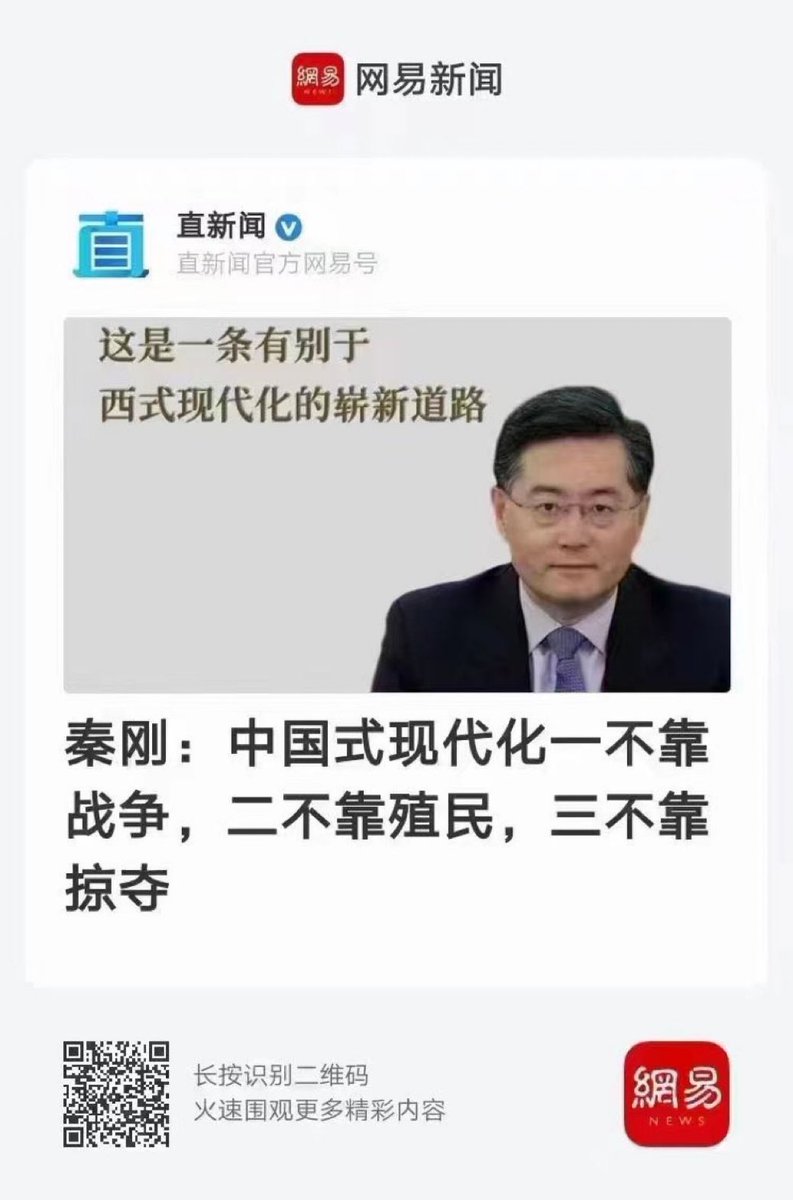 網易
NEWS
网易新闻
直
直新闻
直新闻官方网易号
这是一条有别于
西式现代化的崭新道路
秦刚：中国式现代化一不靠
战争，二不靠殖民，三不靠
掠夺
长按识别二维码
火速围观更多精彩内容
網易
NEWS